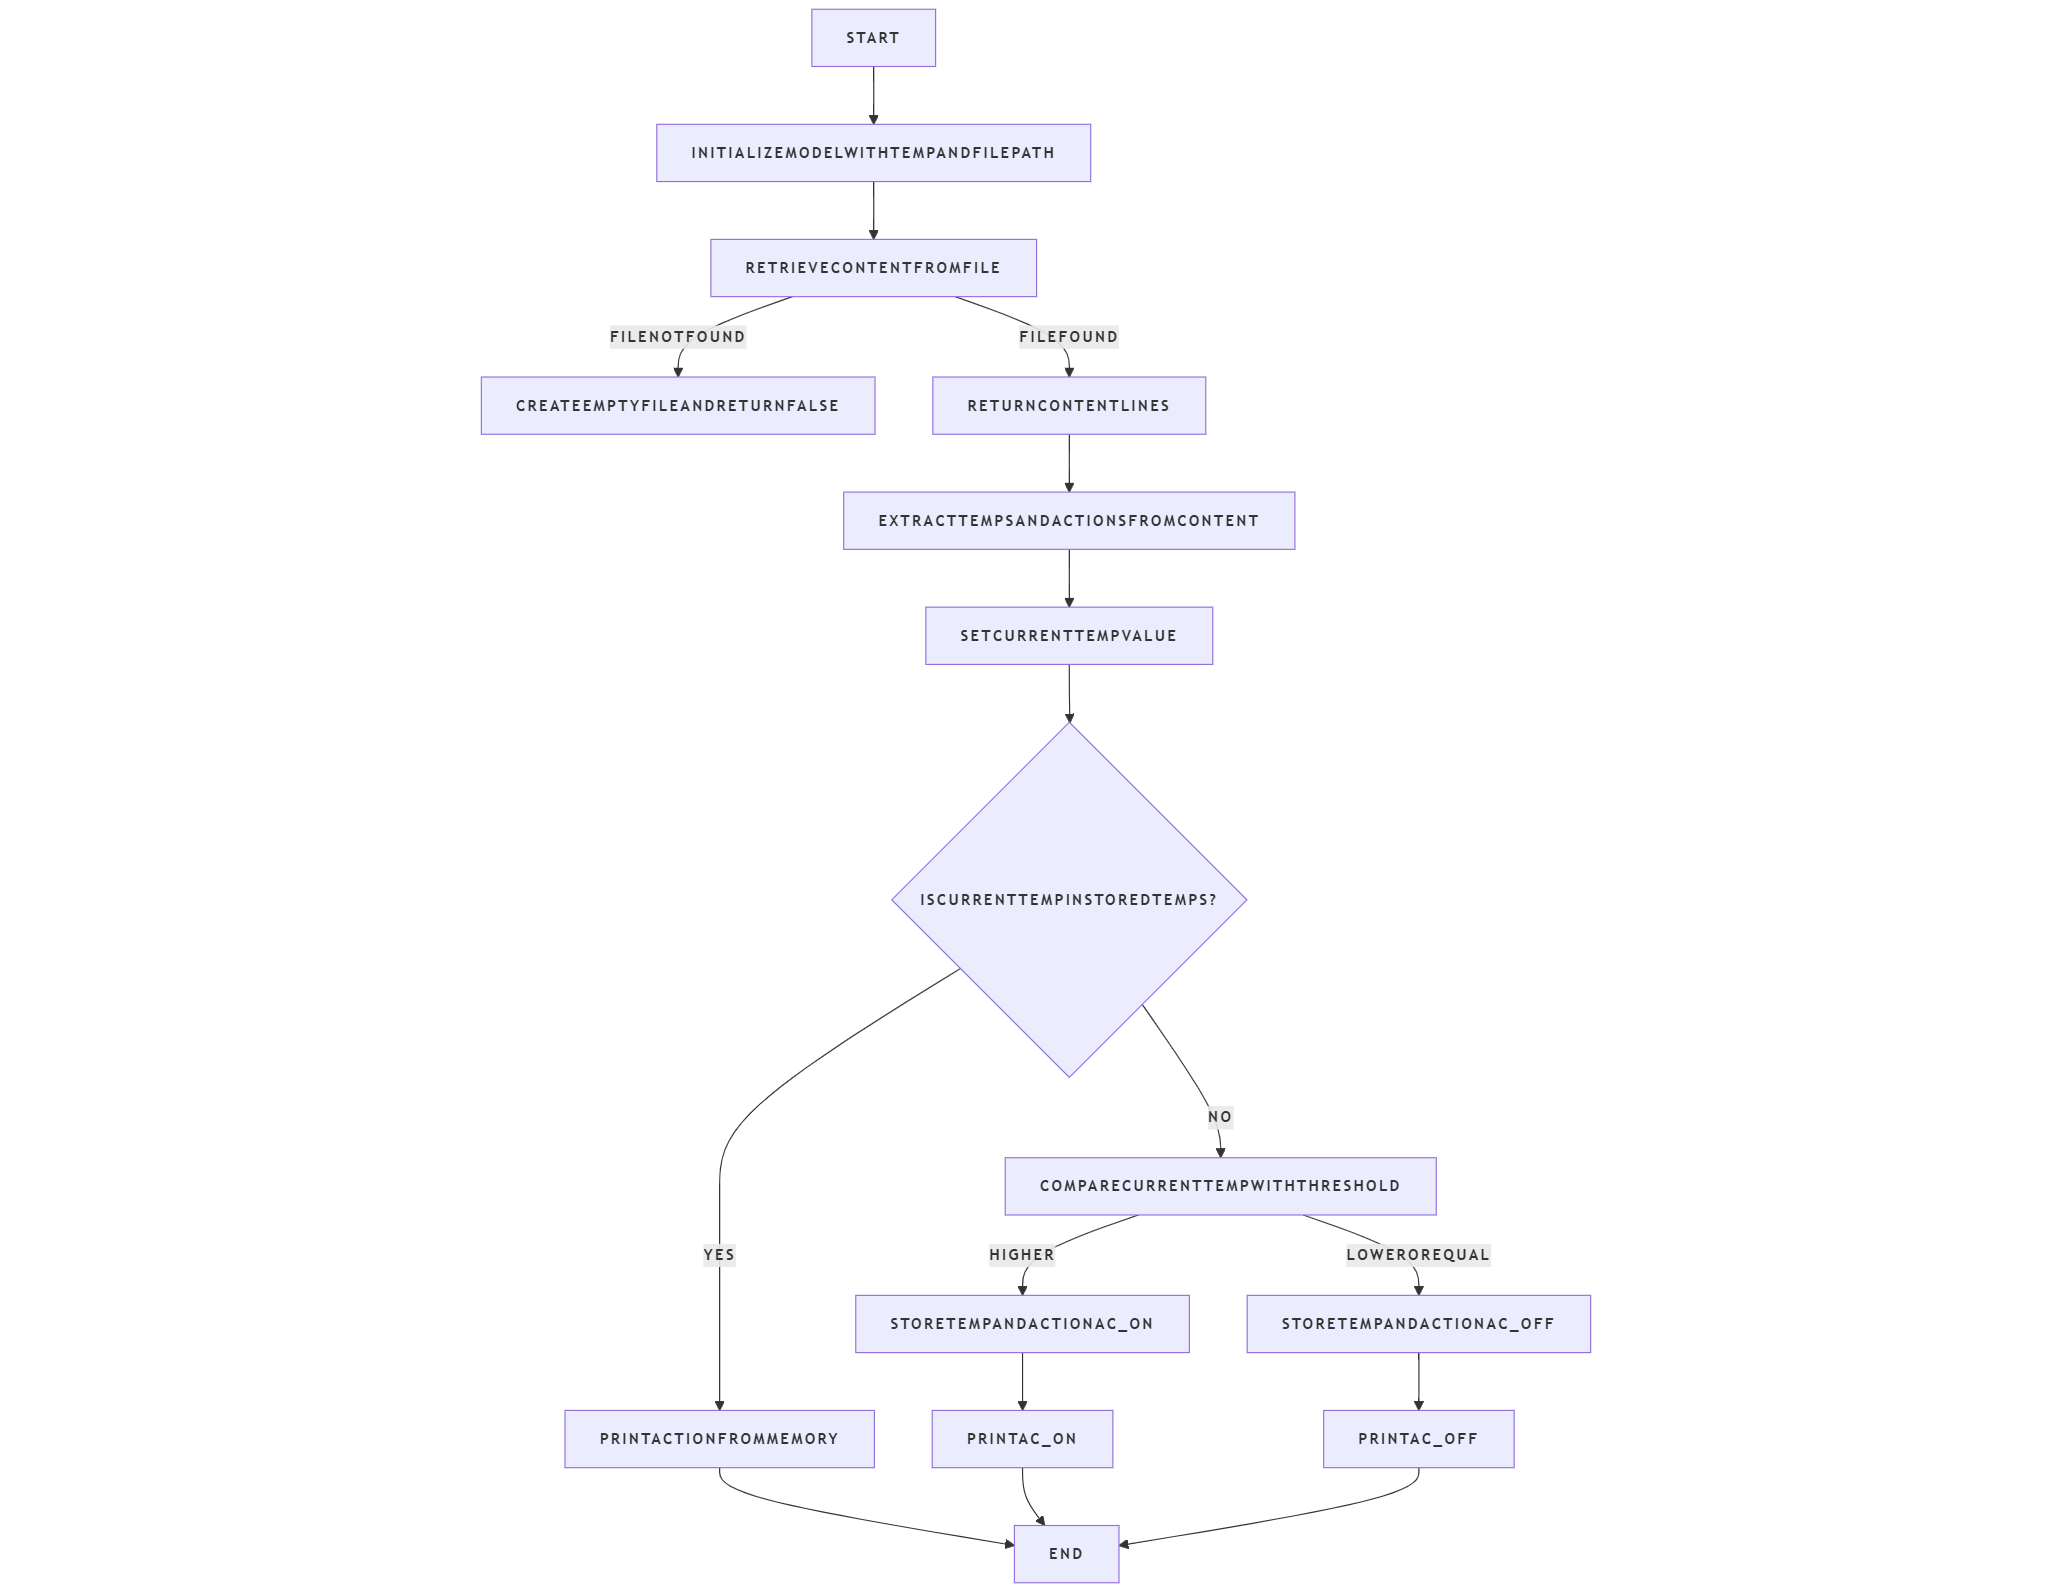 START
INITIALIZEMODELWITHTEMPANDFILEPATH
RETRIEVECONTENTFROMFILE
FILENOTFOUND
FILEFOUND
CREATEEMPTYFILEANDRETURNFALSE
RETURNCONTENTLINES
EXTRACTTEMPSANDACTIONSFROMCONTENT
SETCURRENTTEMPVALUE
ISCURRENTTEMPINSTOREDTEMPS?
NO
COMPARECURRENTTEMPWITHTHRESHOLD
YES
HIGHER
LOWEROREQUAL
STORETEMPANDACTIONAC_ON
STORETEMPANDACTIONAC_OFF
PRINTACTIONFROMMEMORY
PRINTAC_ON
PRINTAC_OFF
END